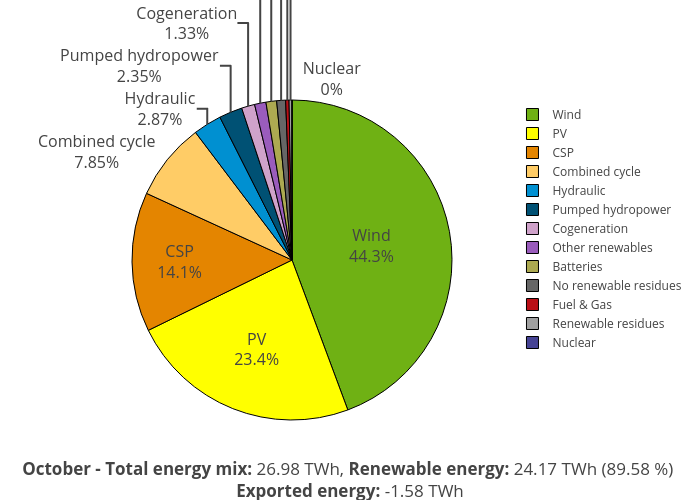 Cogeneration
1.33%
Pumped hydropower
2.35%
Hydraulic
2.87%
Combined cycle
7.85%
Nuclear
0%
Wind
44.3%
CSP
14.1%
PV
23.4%
Wind
PV
CSP
Combined cycle
Hydraulic
Pumped hydropower
Cogeneration
Other renewables
Batteries
No renewable residues
Fuel & Gas
Renewable residues
Nuclear
October - Total energy mix: 26.98 TWh, Renewable energy: 24.17 TWh (89.58 %)
Exported energy: -1.58 TWh